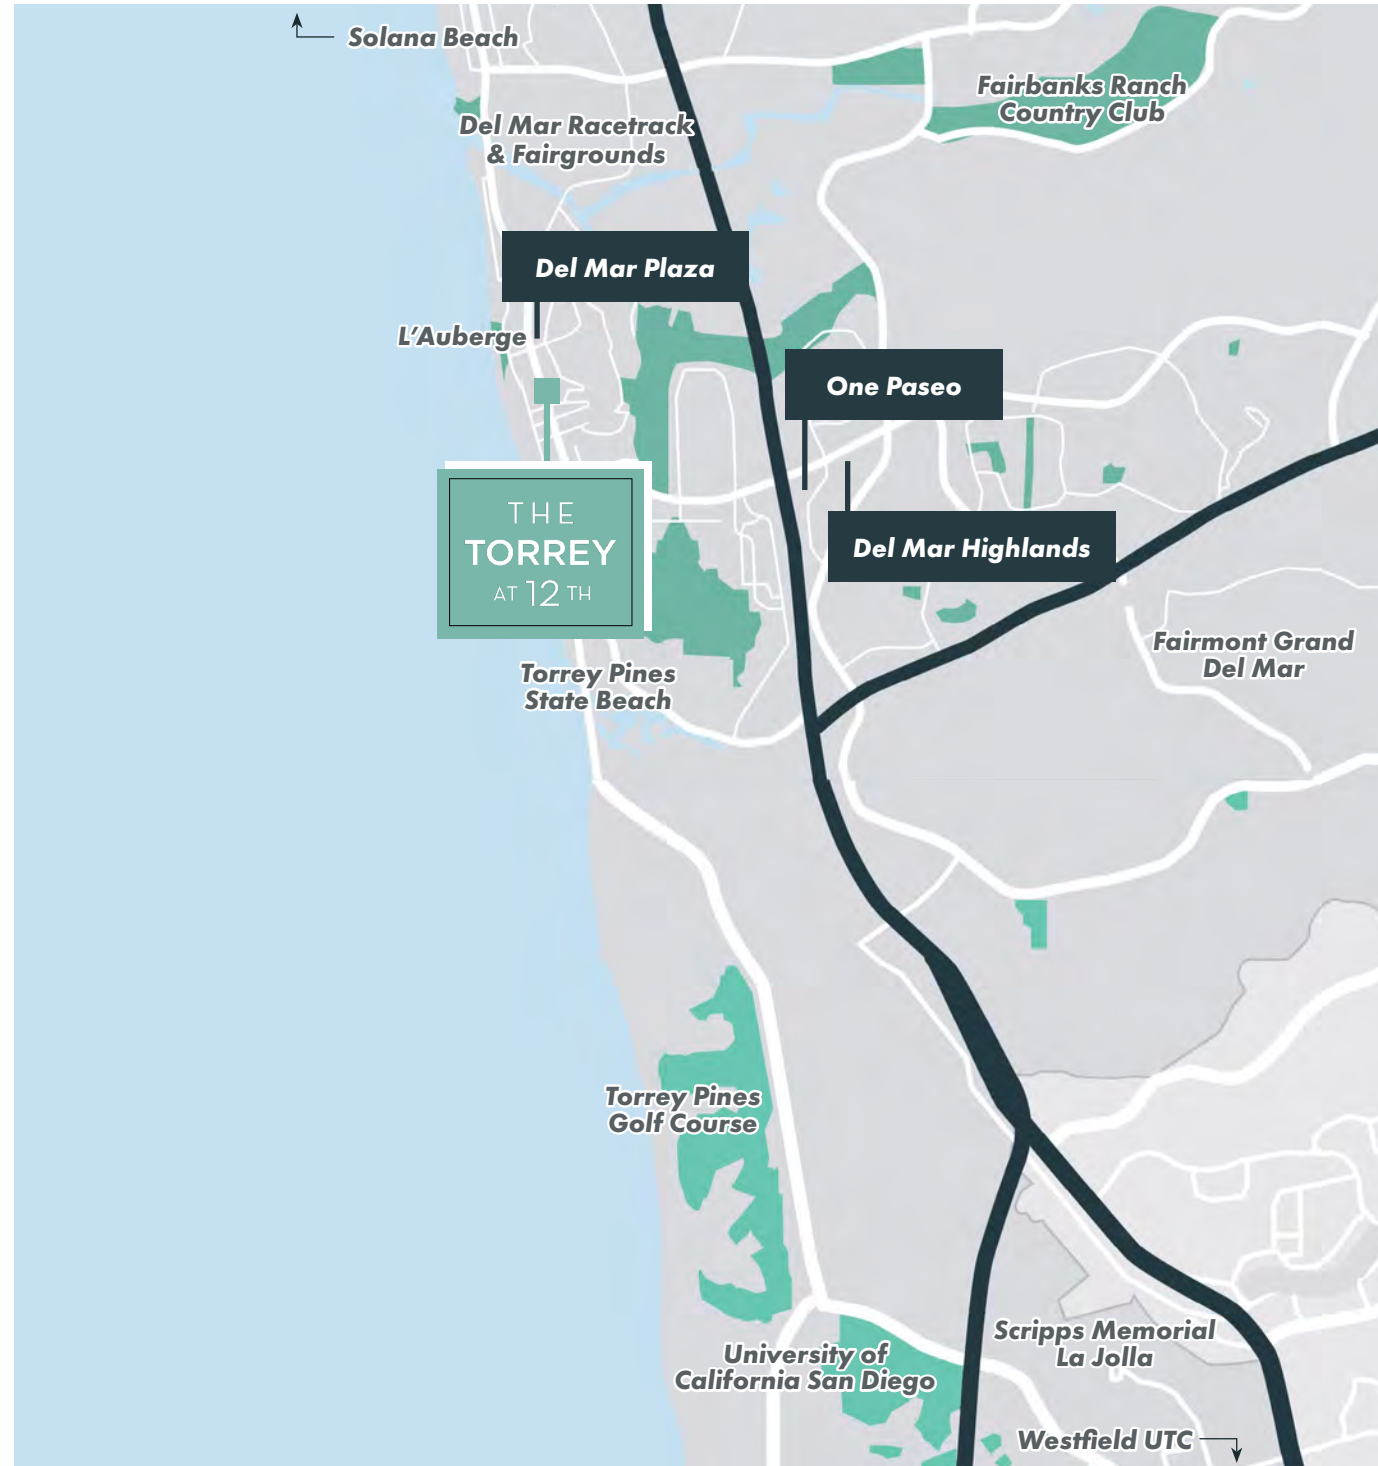 Solana Beach
Fairbanks Ranch
Country Club
Del Mar Racetrack
& Fairgrounds
Del Mar Plaza
L'Auberge
One Paseo
THE
TORREY
AT 12 TH
Del Mar Highlands
Fairmont Grand
Del Mar
Torrey Pines
State Beach
Torrey Pines
Golf Course
Scripps Memorial
La Jolla
University of
California San Diego
Westfield UTC